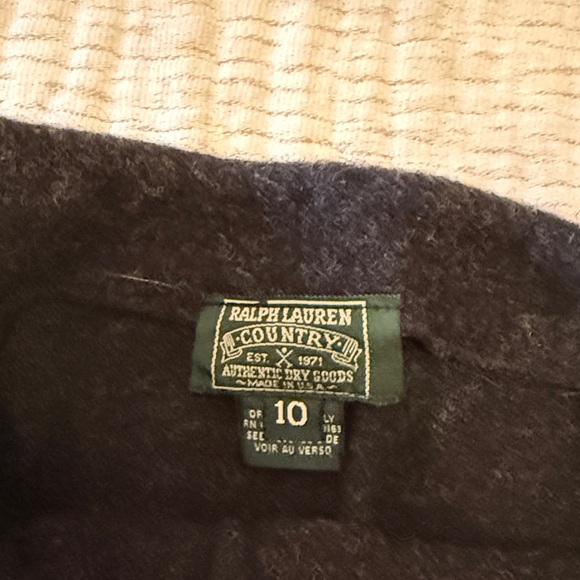 RALPH LAUREN
·COUNTRY·
EST. 1971
AUTHENTIC DRY GOODS
~MADE IN U.S.A.~
10
VOIR AU VERSO